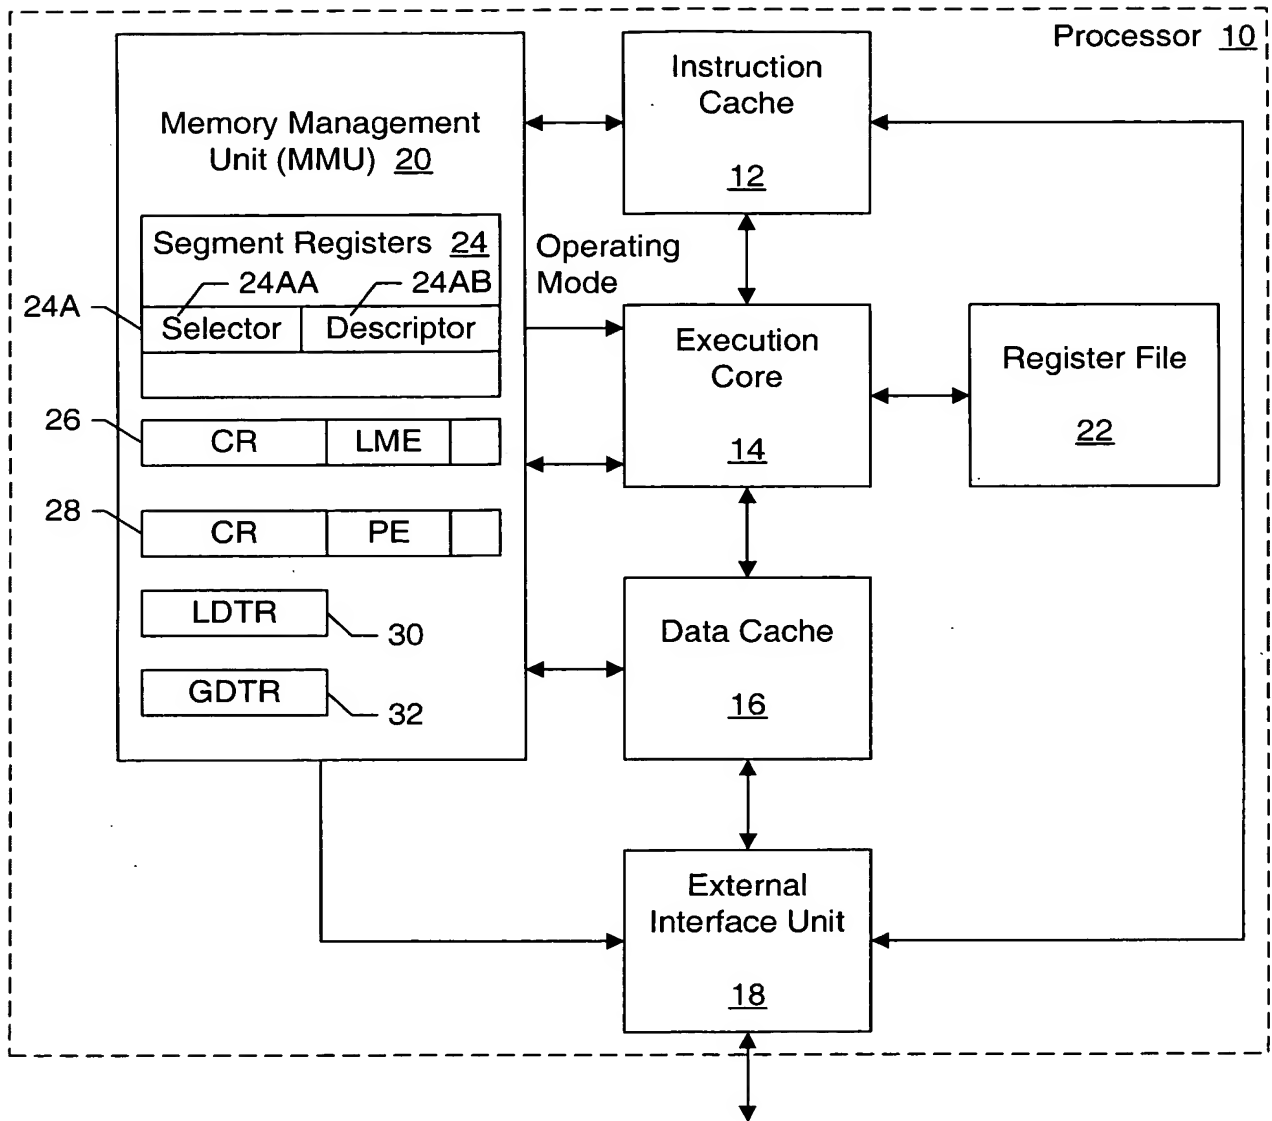 Processor 10
Memory Management
Unit (MMU) 20
Segment Registers 24
24AA
24AB
24A
Selector
Descriptor
26
CR
LME
28
CR
PE
LDTR
30
GDTR
32
Operating
Mode
Instruction
Cache
12
Execution
Core
14
Register File
22
Data Cache
16
External
Interface Unit
18